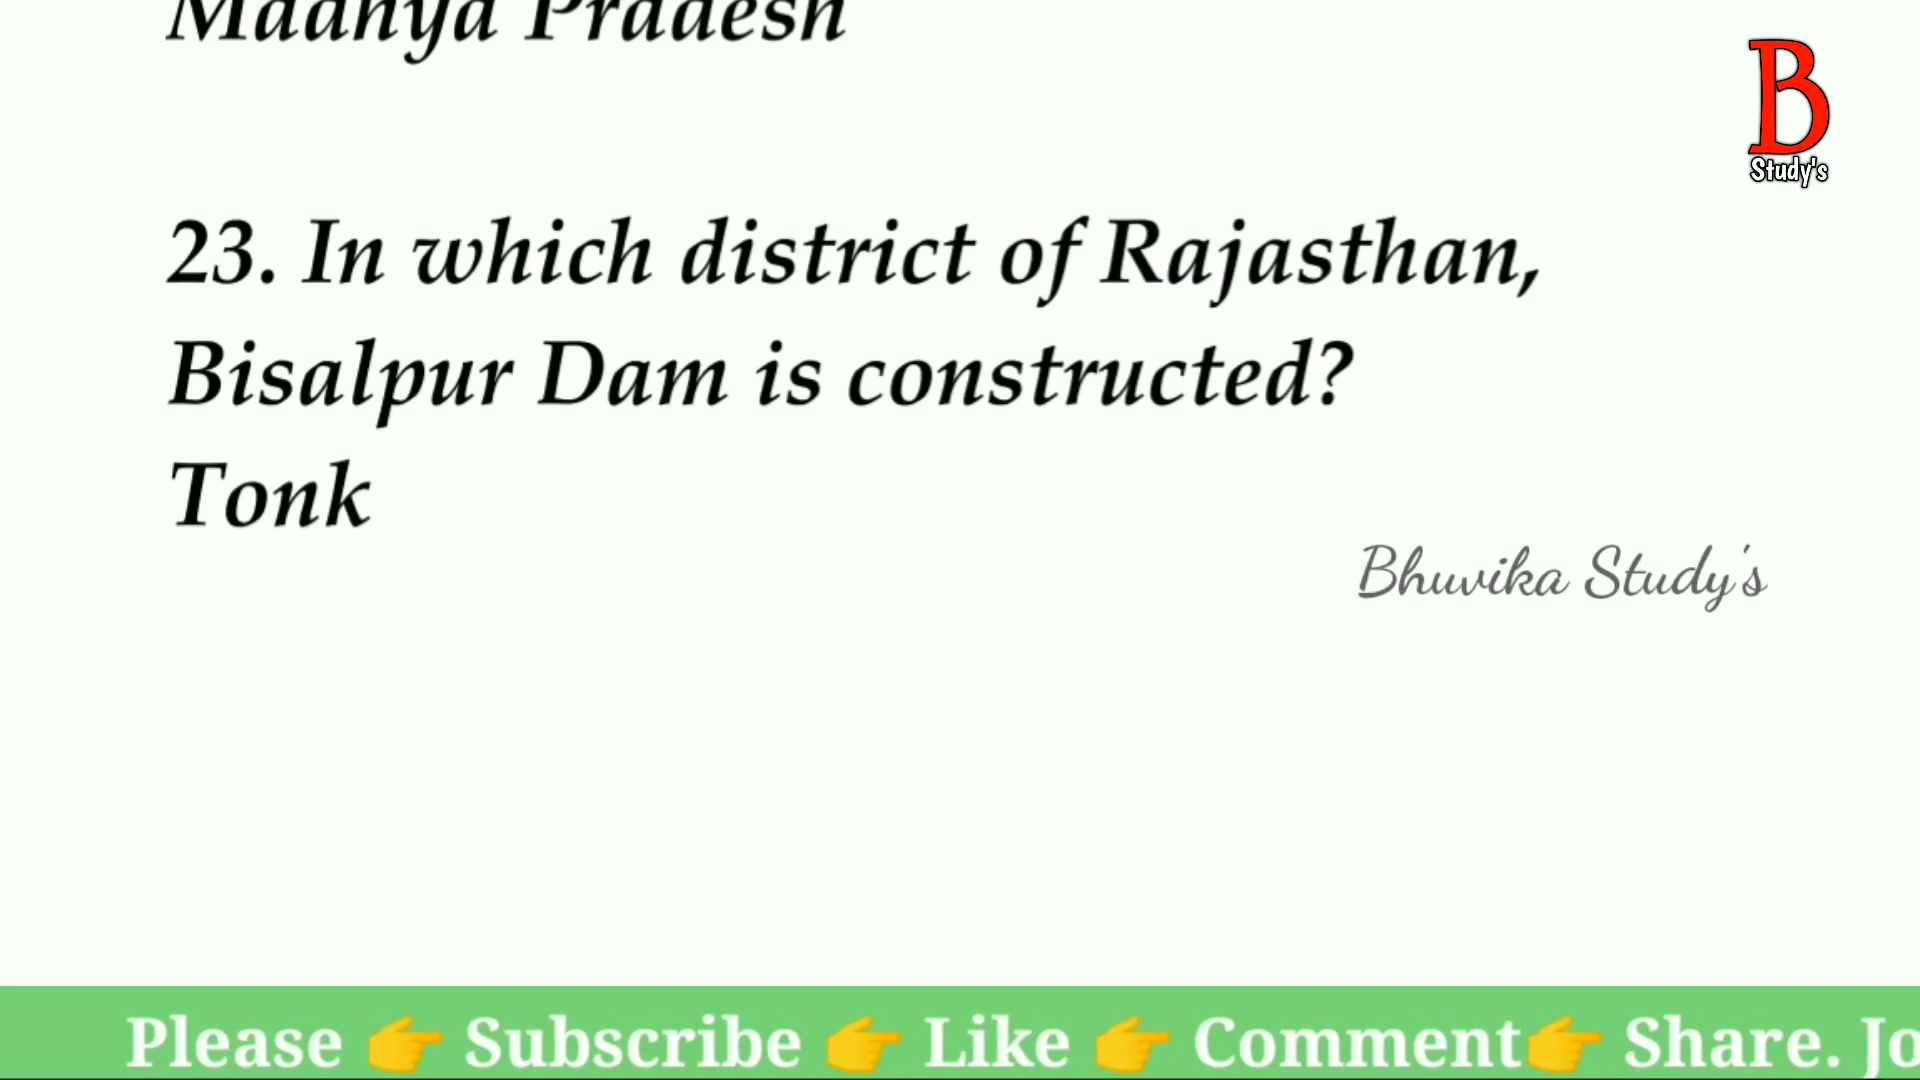 Madhya Pradesh
B
Study's
23. In which district of Rajasthan,
Bisalpur Dam is constructed?
Tonk
Bhuvika Study's
Please 👉 Subscribe 👉 Like 👉 Comment👉 Share. Jo